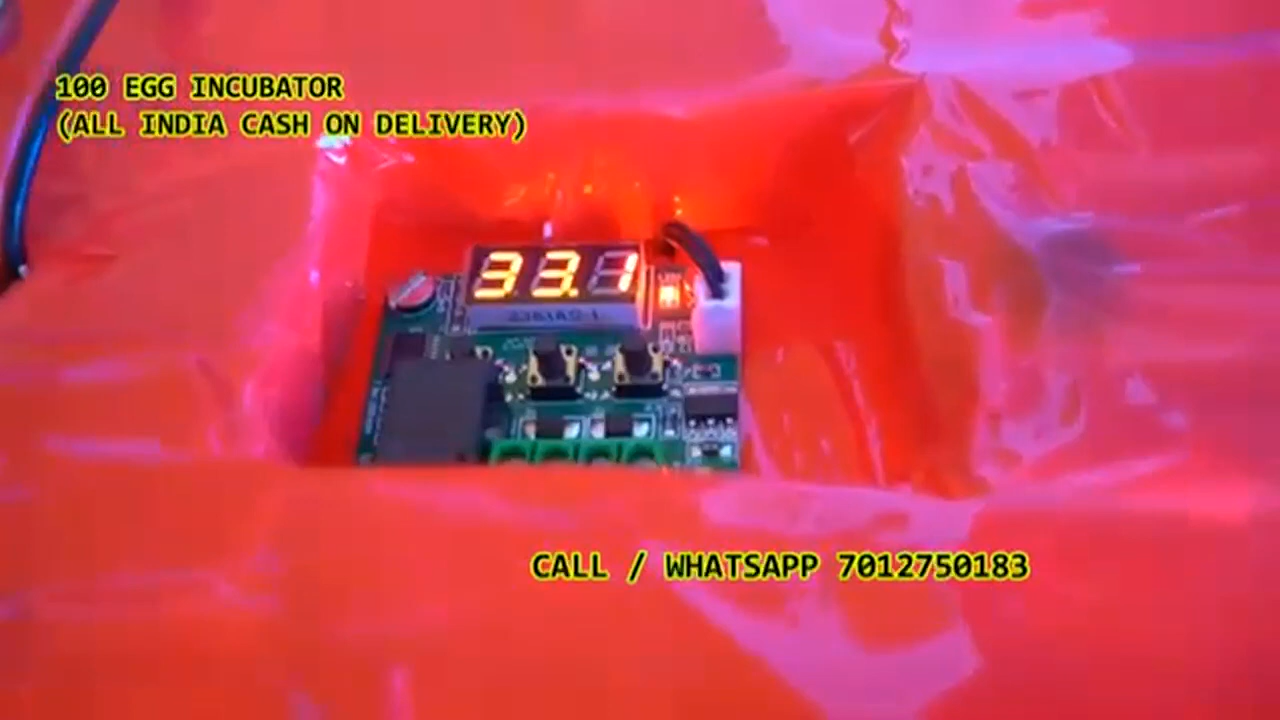 100 EGG INCUBATOR
(ALL INDIA CASH ON DELIVERY)
33.1
CALL / WHATSAPP 7012750183